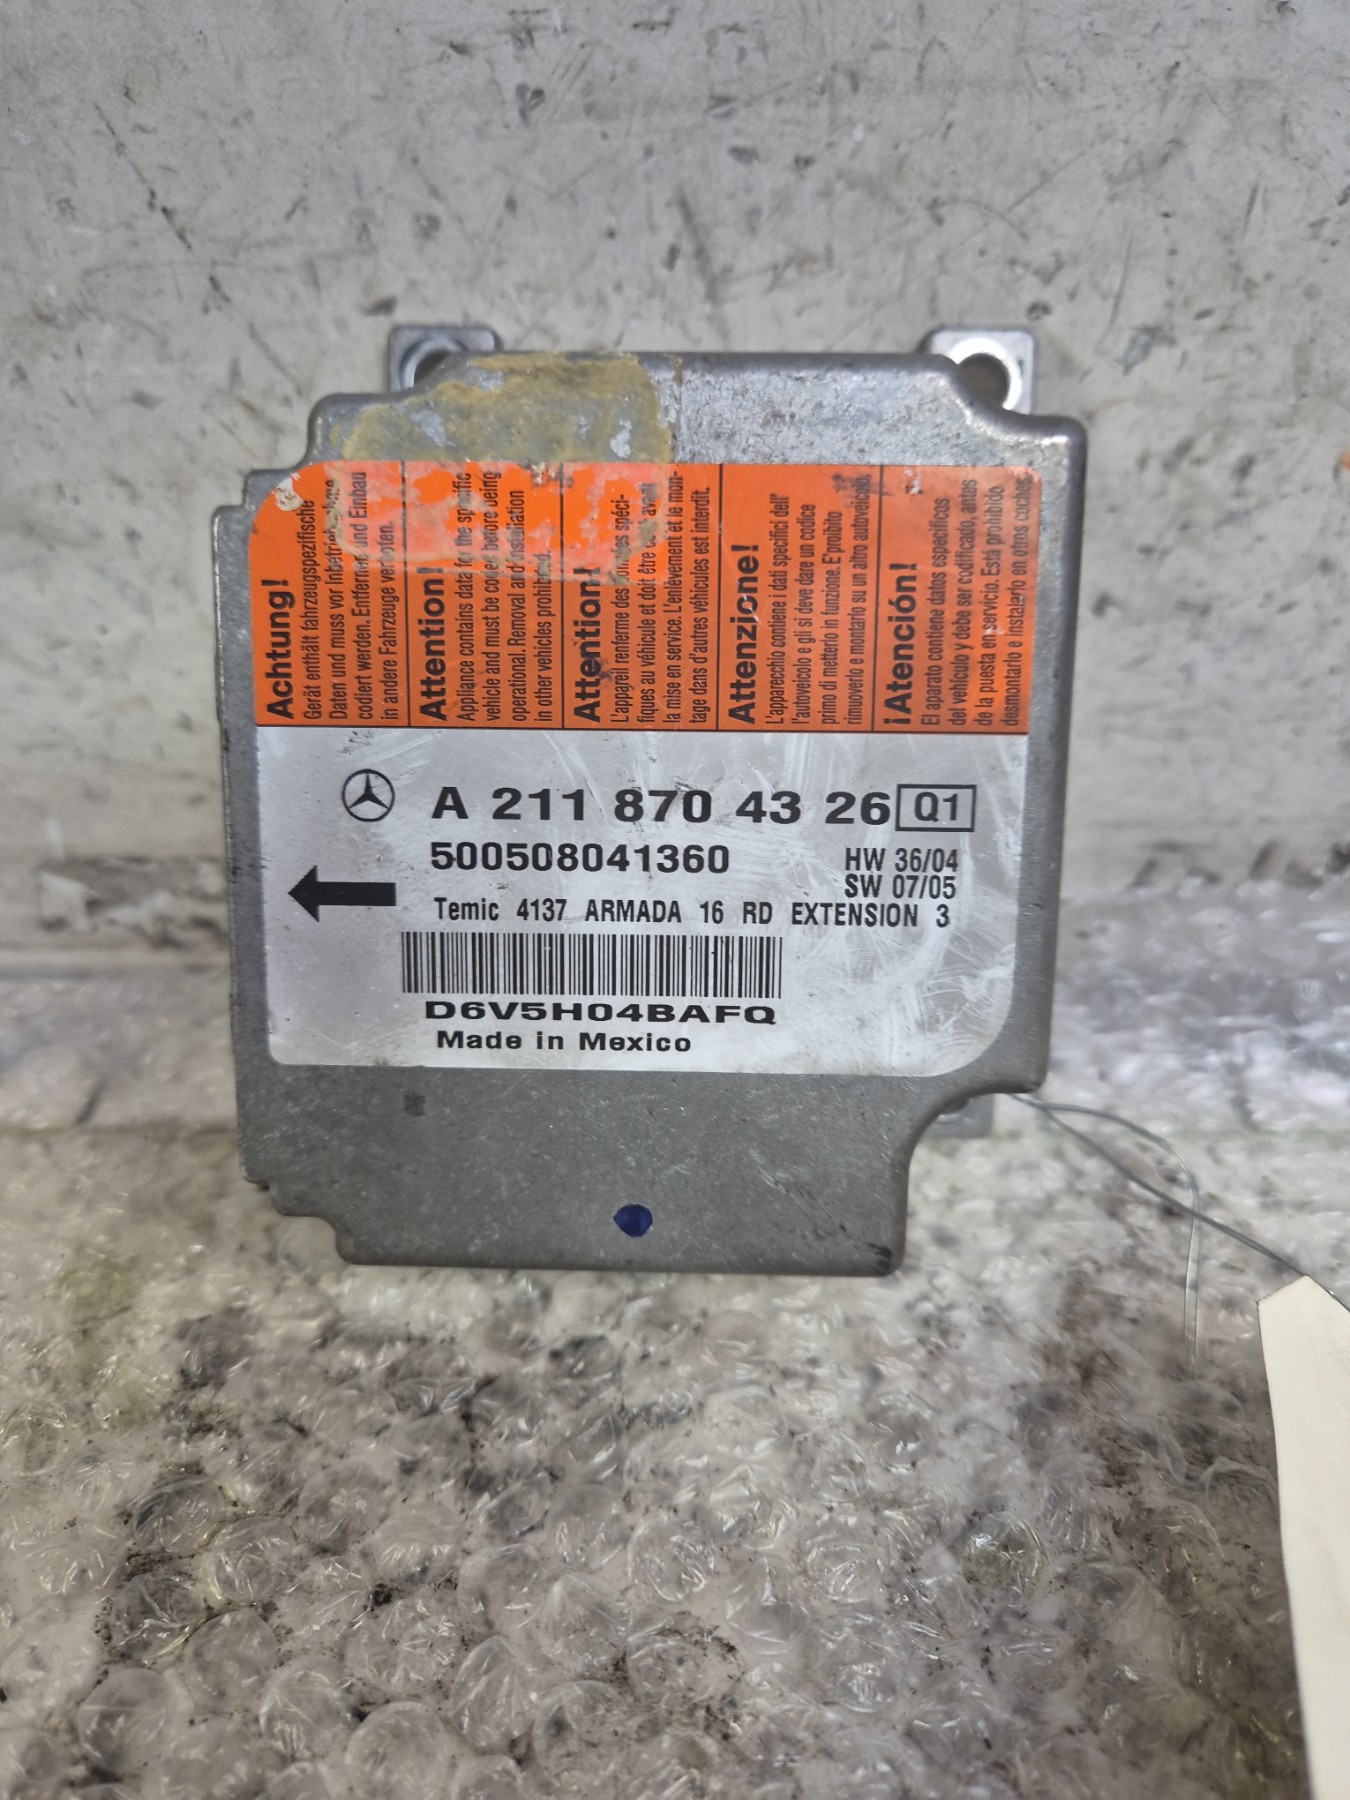 Achtung!
Gerät enthält fahrzeugspezifische
Daten und muss vor Inbetriebnahme
codiert werden. Entfernen und Einbau
in andere Fahrzeuge verboten.
Attention!
Appliance contains data for the specific
vehicle and must be coded before being
operational. Removal and installation
in other vehicles prohibited.
Attention!
L'appareil renferme des données spéci-
fiques au véhicule et doit être codé avant
la mise en service. L'enlèvement et le mon-
tage dans d'autres véhicules est interdit.
Attenzione!
L'apparecchio contiene i dati specifici dell'
l'autoveicolo e gli si deve dare un codice
primo di metterlo in funzione. E'proibito
rimuoverlo e montarlo su un altro autoveicolo.
¡Atención!
El aparato contiene datos específicos
del vehículo y debe ser codificado, antes
de la puesta en servicio. Está prohibido
desmontarlo e instalarlo en otros coches.
A 211 870 43 26 Q1
500508041360
HW 36/04
SW 07/05
Temic 4137 ARMADA 16 RD EXTENSION 3
D6V5H04BAFQ
Made in Mexico